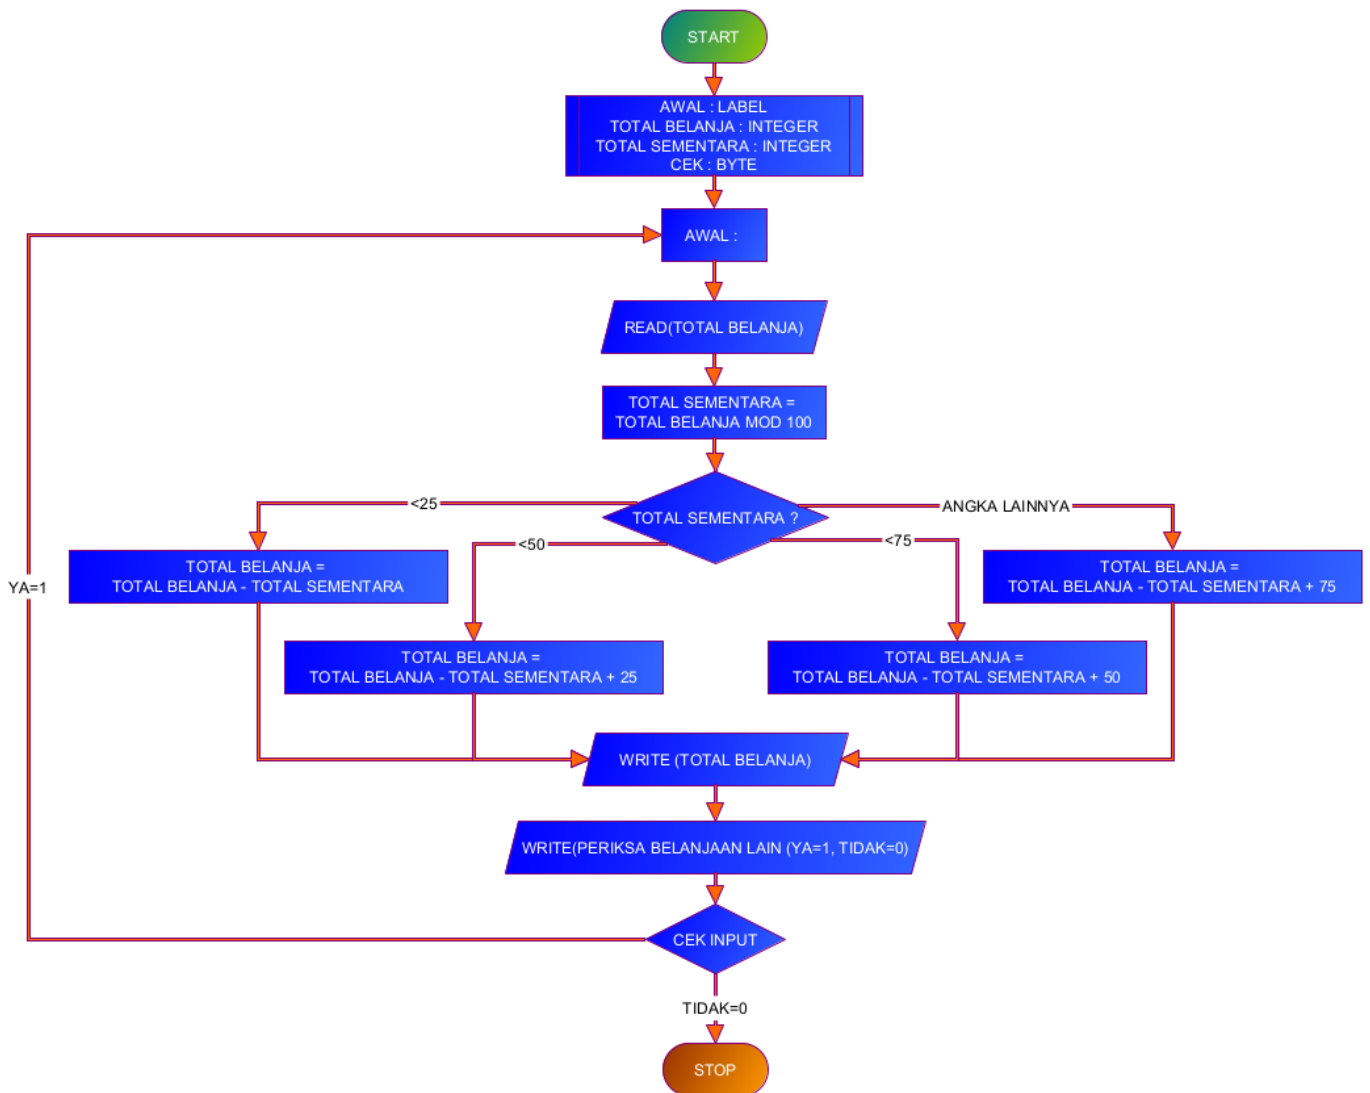 START
AWAL : LABEL
TOTAL BELANJA : INTEGER
TOTAL SEMENTARA : INTEGER
CEK : BYTE
AWAL :
READ(TOTAL BELANJA)
TOTAL SEMENTARA =
TOTAL BELANJA MOD 100
TOTAL SEMENTARA ?
<25
<50
<75
ANGKA LAINNYA
TOTAL BELANJA =
TOTAL BELANJA - TOTAL SEMENTARA
TOTAL BELANJA =
TOTAL BELANJA - TOTAL SEMENTARA + 25
TOTAL BELANJA =
TOTAL BELANJA - TOTAL SEMENTARA + 50
TOTAL BELANJA =
TOTAL BELANJA - TOTAL SEMENTARA + 75
YA=1
WRITE (TOTAL BELANJA)
WRITE(PERIKSA BELANJAAN LAIN (YA=1, TIDAK=0)
CEK INPUT
TIDAK=0
STOP